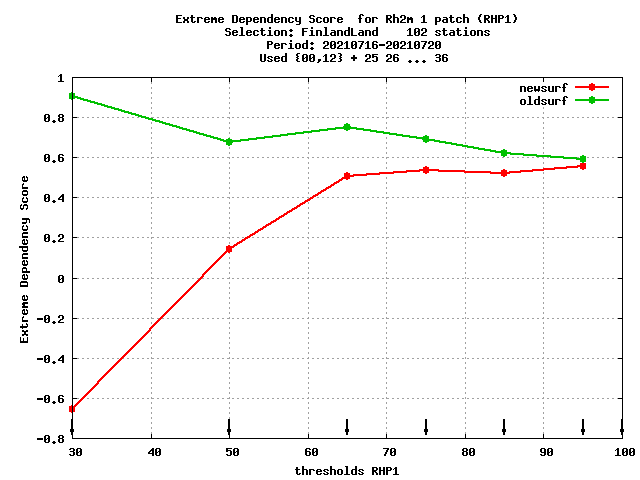 Extreme Dependency Score  for Rh2m 1 patch (RHP1)
Selection: FinlandLand    102 stations
Period: 20210716-20210720
Used {00,12} + 25 26 ... 36
newsurf
oldsurf
Extreme Dependency Score
1
0.8
0.6
0.4
0.2
0
-0.2
-0.4
-0.6
-0.8
30 40 50 60 70 80 90 100
thresholds RHP1